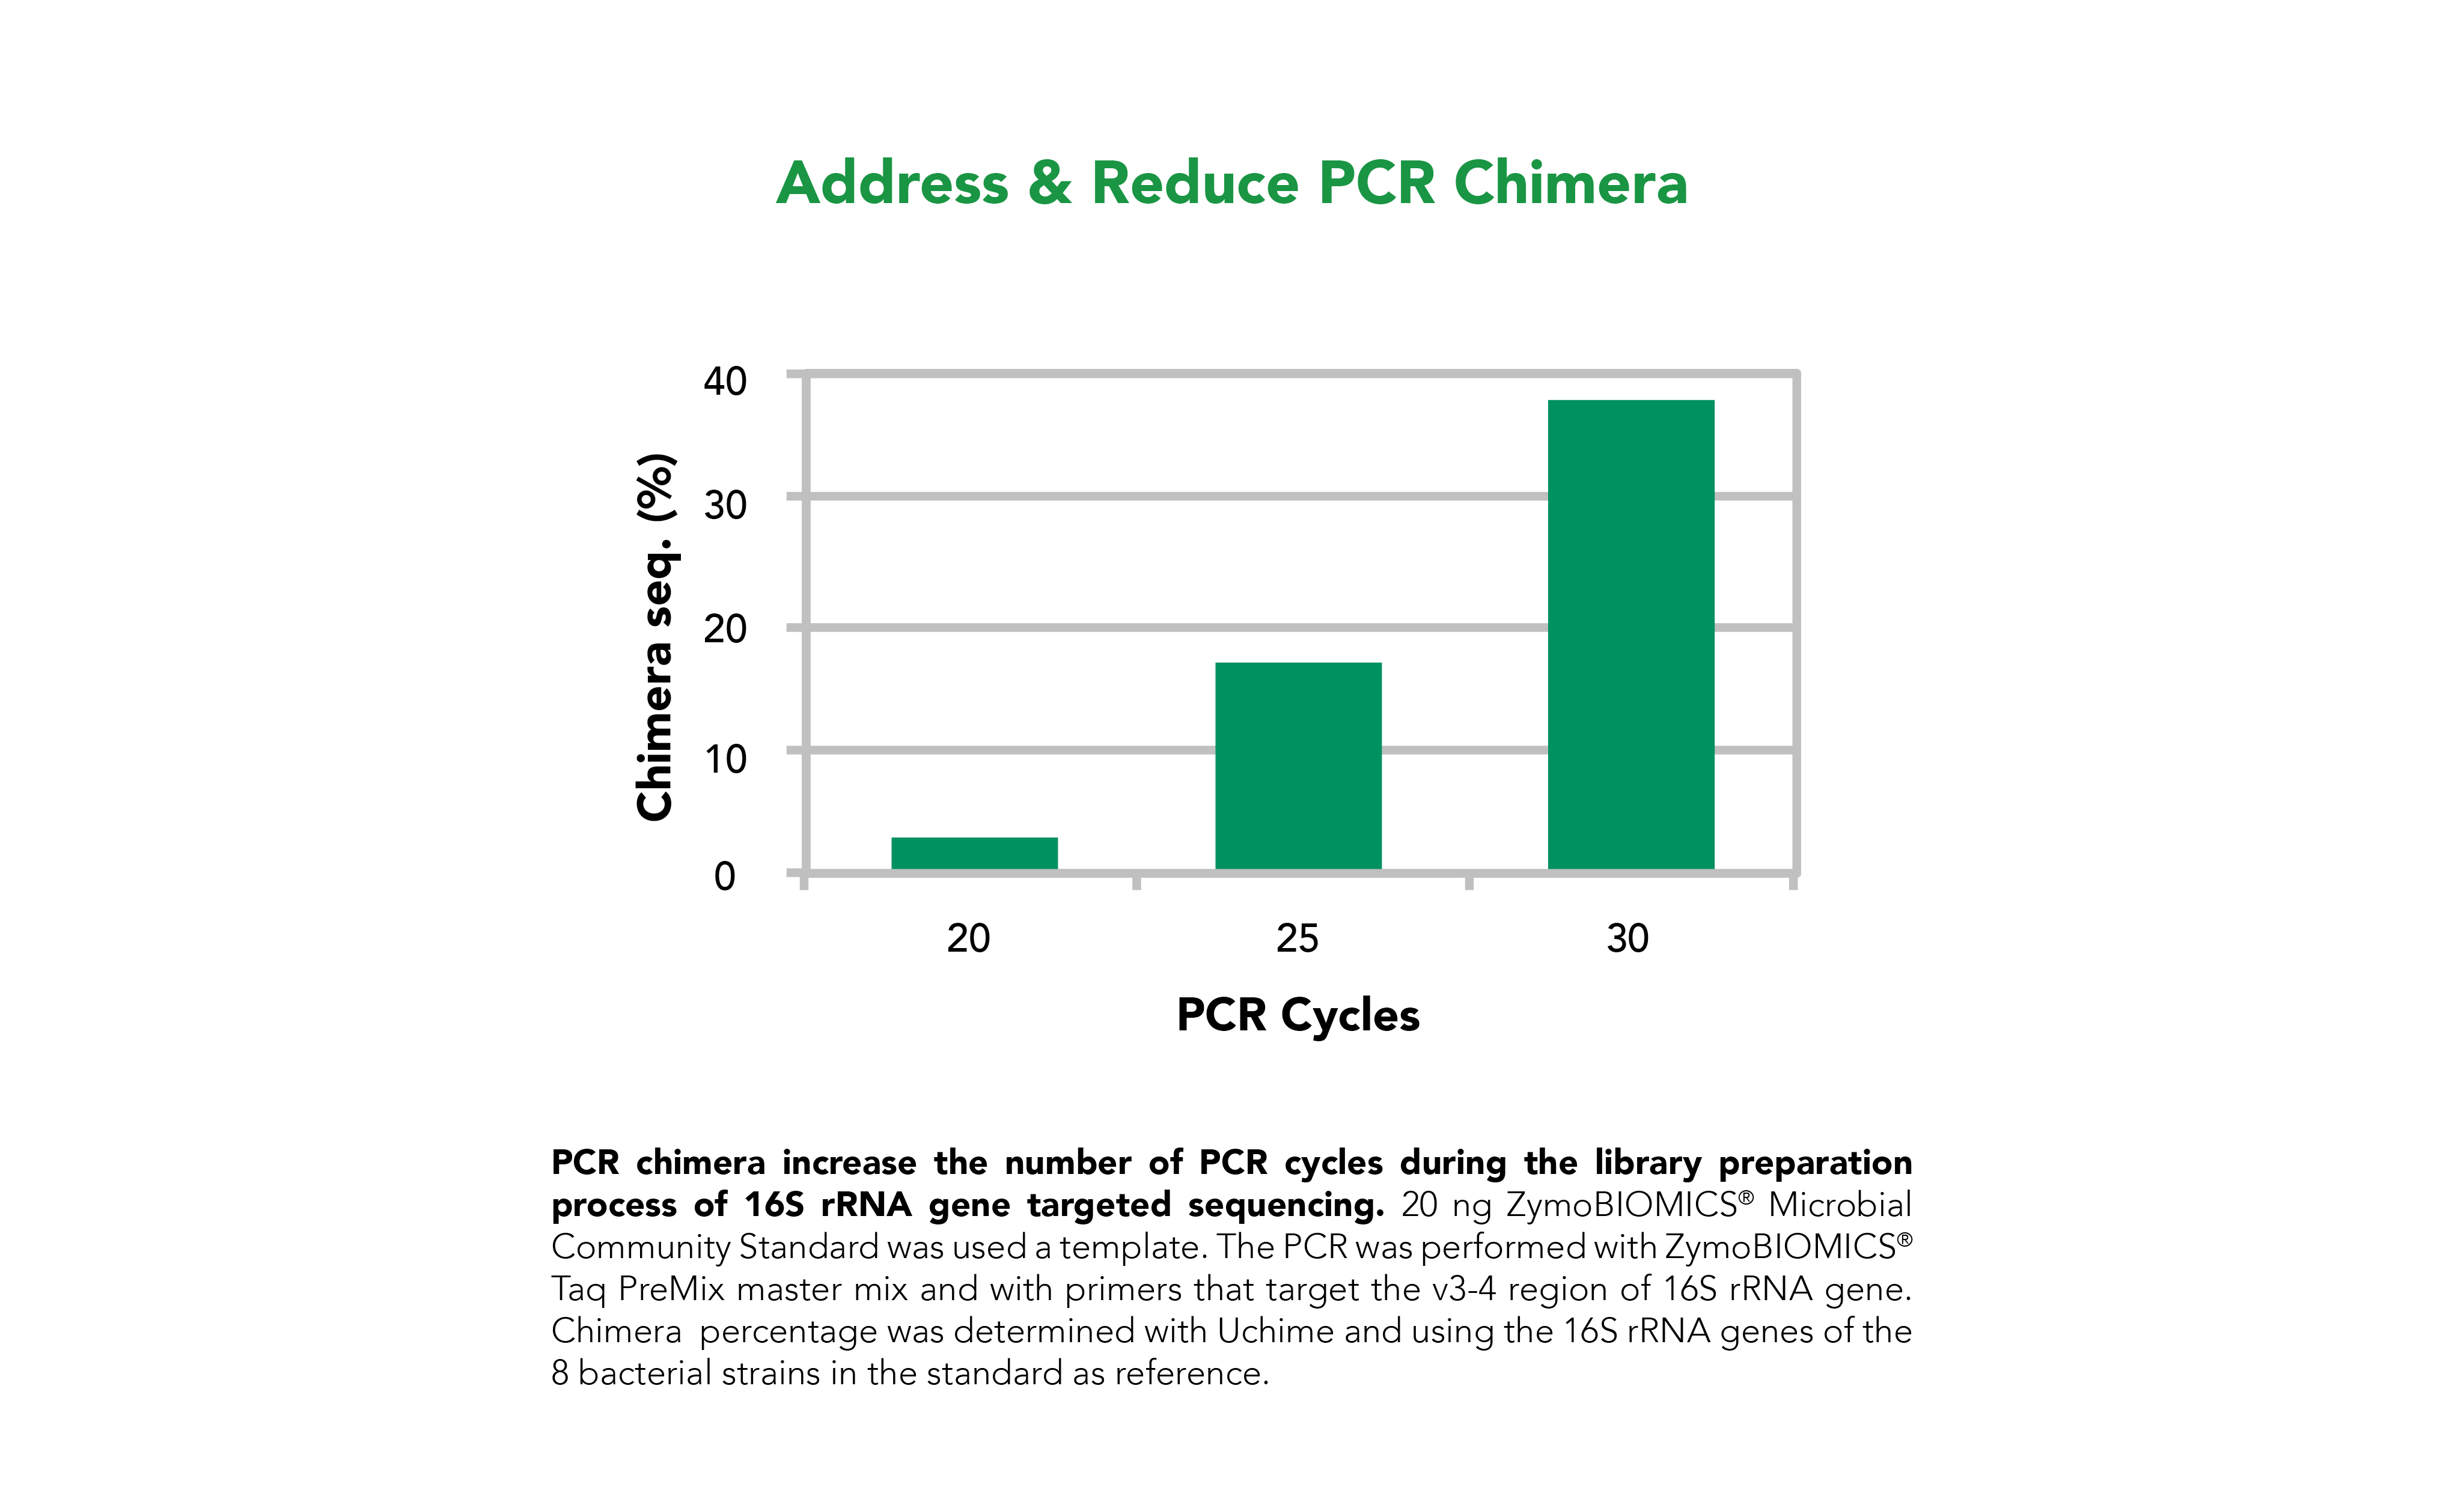 Address & Reduce PCR Chimera
Chimera seq. (%)
40
30
20
10
0
20 25 30
PCR Cycles
PCR chimera increase the number of PCR cycles during the library preparation
process of 16S rRNA gene targeted sequencing. 20 ng ZymoBIOMICS® Microbial
Community Standard was used a template. The PCR was performed with ZymoBIOMICS®
Taq PreMix master mix and with primers that target the v3-4 region of 16S rRNA gene.
Chimera percentage was determined with Uchime and using the 16S rRNA genes of the
8 bacterial strains in the standard as reference.